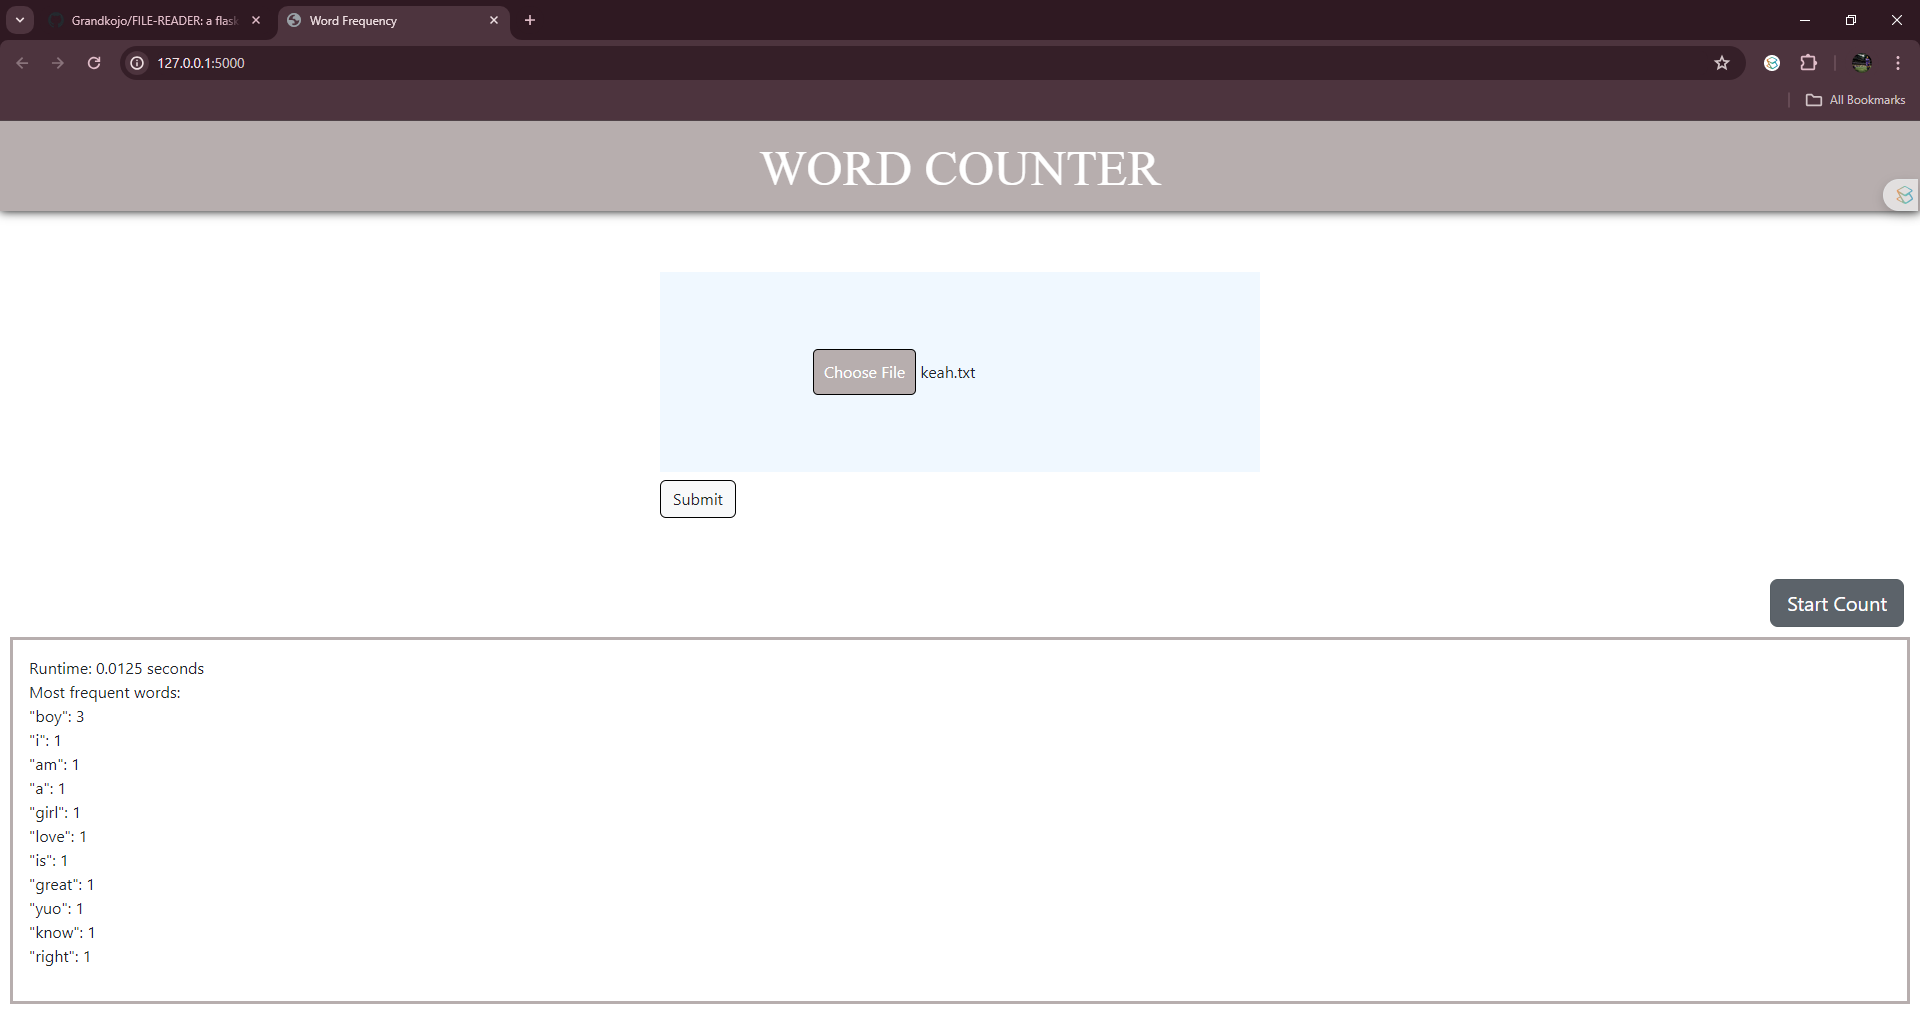 Grandkojo/FILE-READER: a flask
Word Frequency
127.0.0.1:5000
All Bookmarks
WORD COUNTER
Choose File keah.txt
Submit
Start Count
Runtime: 0.0125 seconds
Most frequent words:
"boy": 3
"i": 1
"am": 1
"a": 1
"girl": 1
"love": 1
"is": 1
"great": 1
"yuo": 1
"know": 1
"right": 1